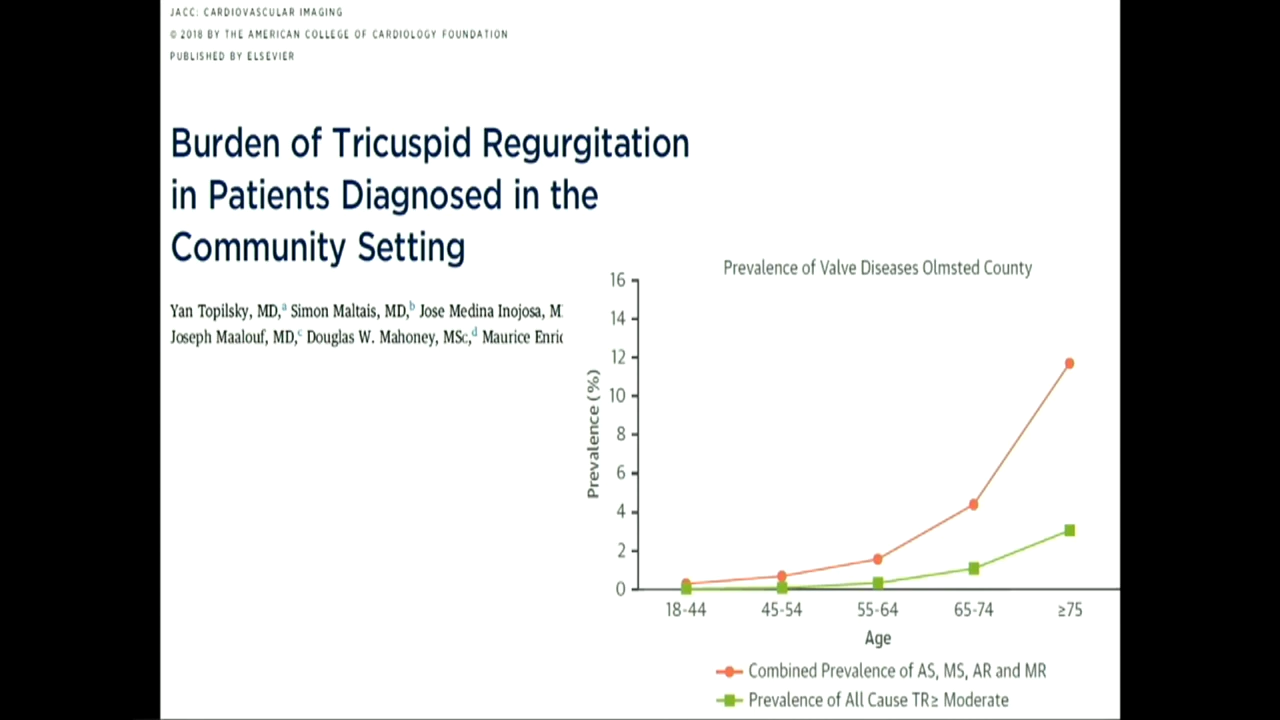 JACC: CARDIOVASCULAR IMAGING
© 2018 BY THE AMERICAN COLLEGE OF CARDIOLOGY FOUNDATION
PUBLISHED BY ELSEVIER
Burden of Tricuspid Regurgitation
in Patients Diagnosed in the
Community Setting
Yan Topilsky, MD,a Simon Maltais, MD,b Jose Medina Inojosa, M
Joseph Maalouf, MD,c Douglas W. Mahoney, MSc,d Maurice
Prevalence of Valve Diseases Olmsted County
Prevalence (%)
16
14
12
10
8
6
4
2
0
18-44 45-54 55-64 65-74 ≥75
Age
Combined Prevalence of AS, MS, AR and MR
Prevalence of All Cause TR≥ Moderate